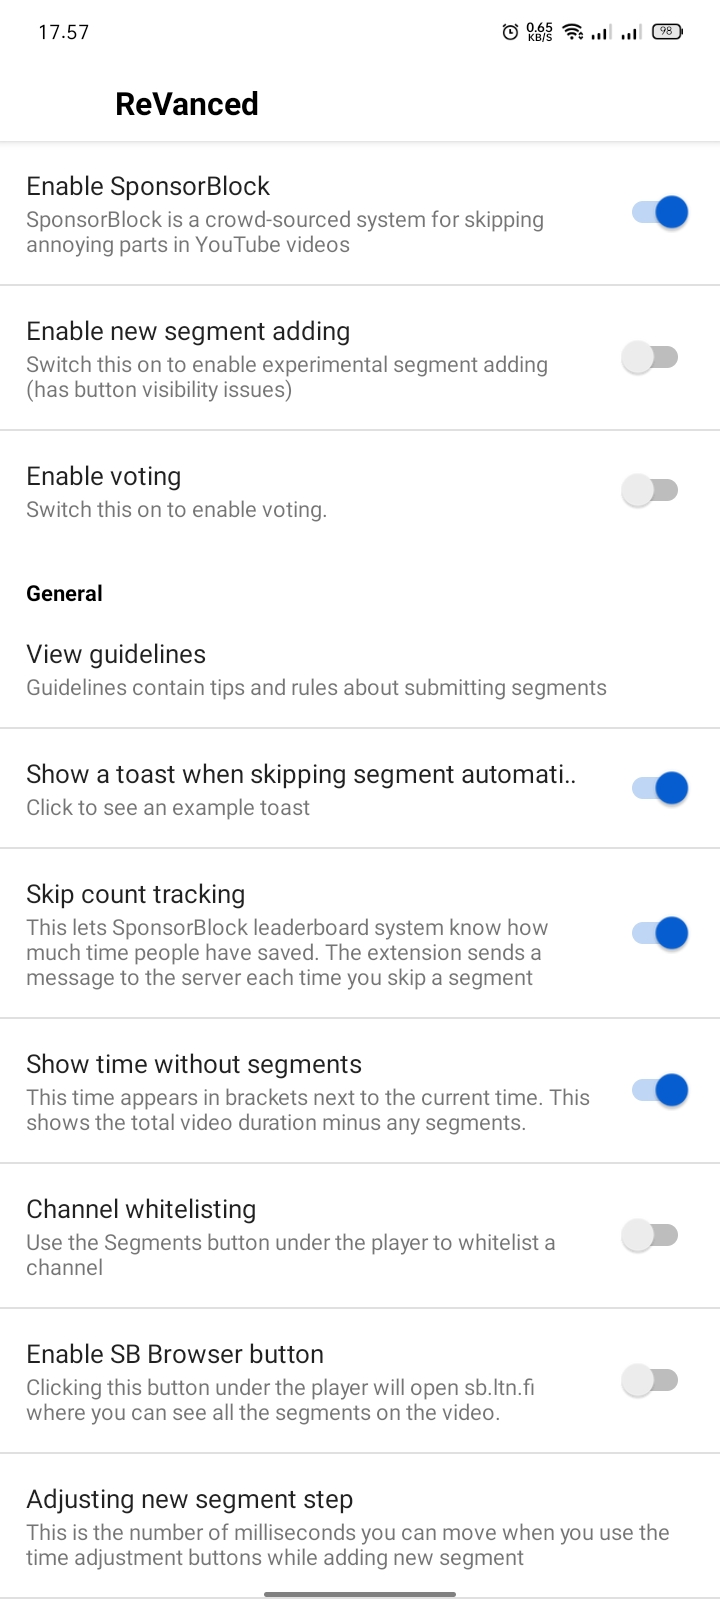 17.57
0.65
KB/S
98
ReVanced
Enable SponsorBlock
SponsorBlock is a crowd-sourced system for skipping
annoying parts in YouTube videos
Enable new segment adding
Switch this on to enable experimental segment adding
(has button visibility issues)
Enable voting
Switch this on to enable voting.
General
View guidelines
Guidelines contain tips and rules about submitting segments
Show a toast when skipping segment automati..
Click to see an example toast
Skip count tracking
This lets SponsorBlock leaderboard system know how
much time people have saved. The extension sends a
message to the server each time you skip a segment
Show time without segments
This time appears in brackets next to the current time. This
shows the total video duration minus any segments.
Channel whitelisting
Use the Segments button under the player to whitelist a
channel
Enable SB Browser button
Clicking this button under the player will open sb.ltn.fi
where you can see all the segments on the video.
Adjusting new segment step
This is the number of milliseconds you can move when you use the
time adjustment buttons while adding new segment